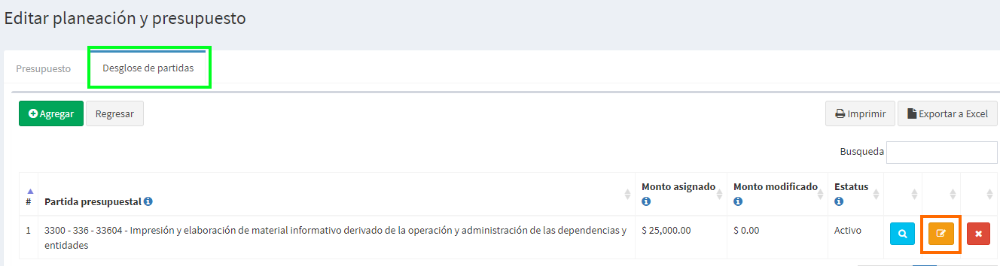 Editar planeación y presupuesto
Presupuesto
Desglose de partidas
Agregar
Regresar
Imprimir
Exportar a Excel
Busqueda
#
Partida presupuestal
Monto asignado
Monto modificado
Estatus
1
3300 - 336 - 33604 - Impresión y elaboración de material informativo derivado de la operación y administración de las dependencias y
entidades
$ 25,000.00
$ 0.00
Activo